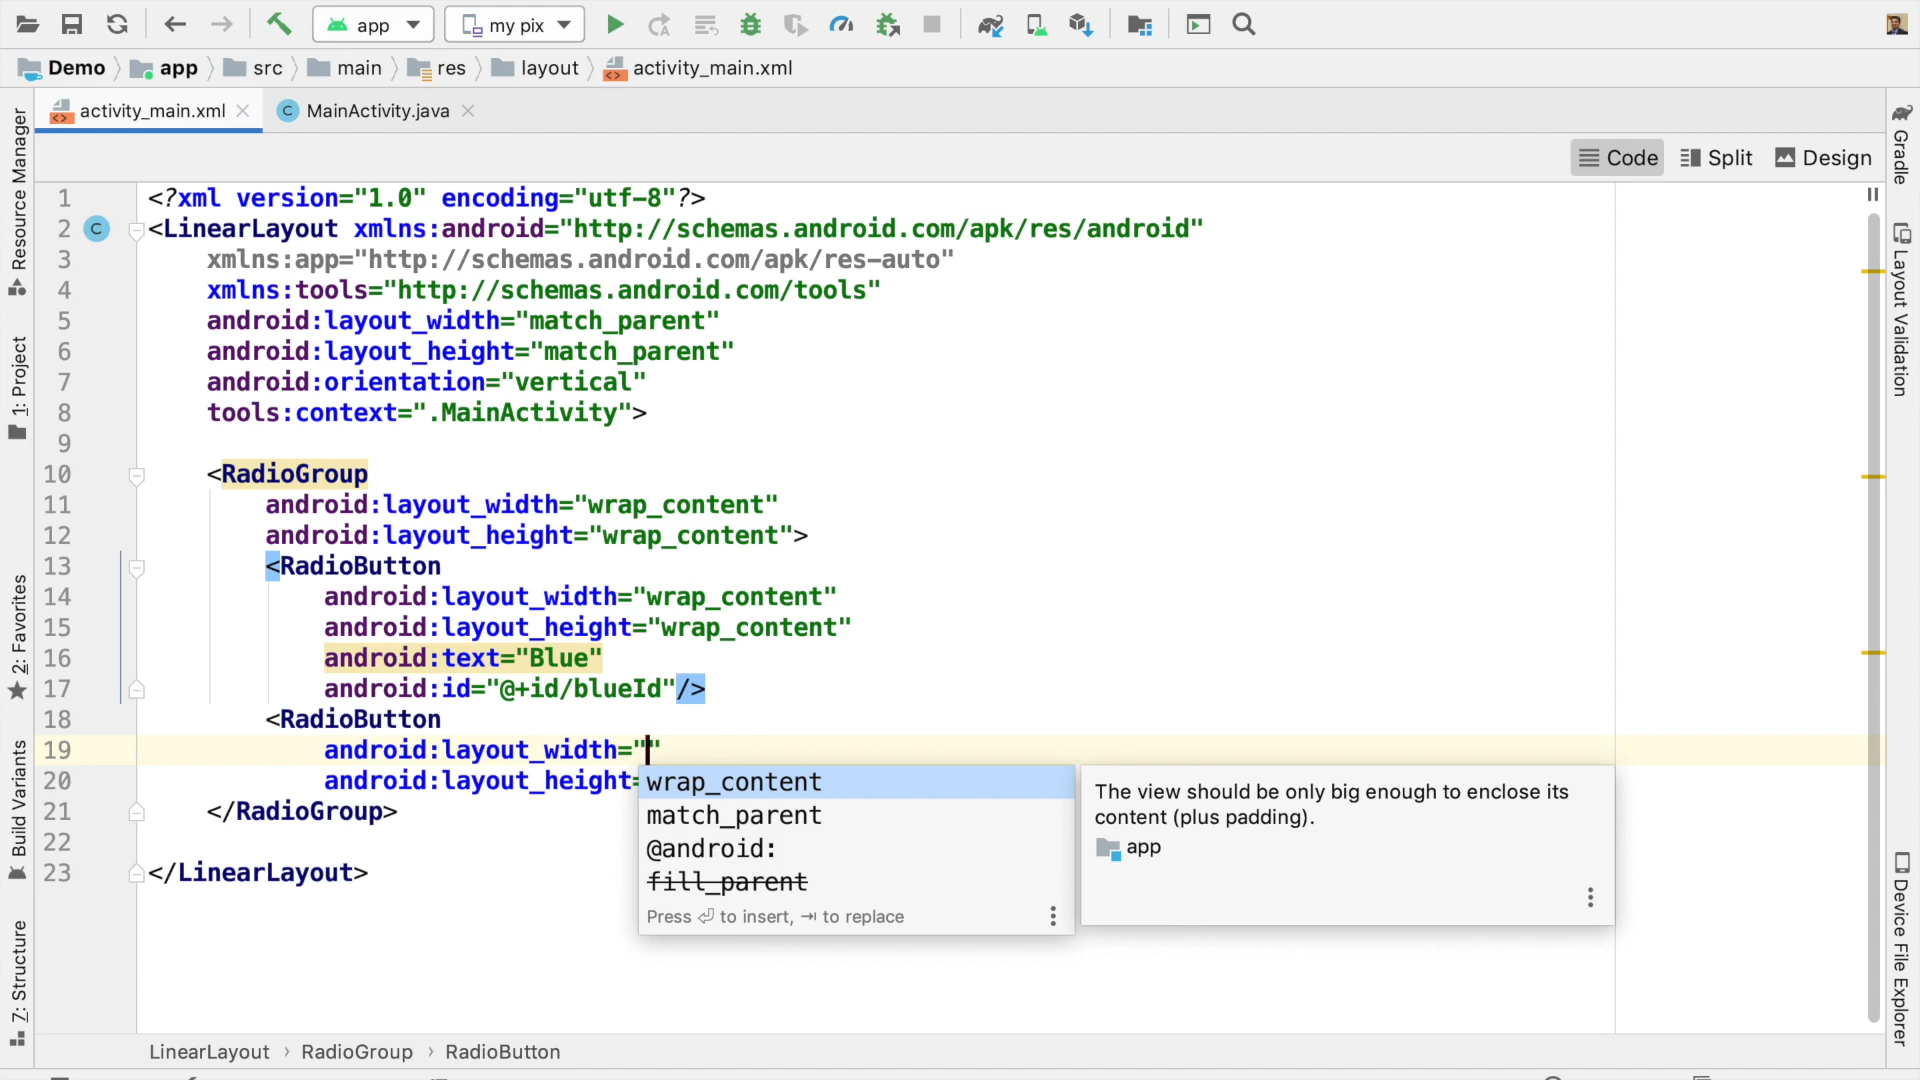 app
my pix
Demo
app
src
main
res
layout
activity_main.xml
activity_main.xml
MainActivity.java
Code
Split
Design
1 <?xml version="1.0" encoding="utf-8"?>
2 <LinearLayout xmlns:android="http://schemas.android.com/apk/res/android"
3 xmlns:app="http://schemas.android.com/apk/res-auto"
4 xmlns:tools="http://schemas.android.com/tools"
5 android:layout_width="match_parent"
6 android:layout_height="match_parent"
7 android:orientation="vertical"
8 tools:context=".MainActivity">
9
10 <RadioGroup
11 android:layout_width="wrap_content"
12 android:layout_height="wrap_content">
13 <RadioButton
14 android:layout_width="wrap_content"
15 android:layout_height="wrap_content"
16 android:text="Blue"
17 android:id="@+id/blueId"/>
18 <RadioButton
19 android:layout_width=""
20 android:layout_height=
21 </RadioGroup>
22
23 </LinearLayout>
wrap_content
match_parent
@android:
fill_parent
Press ⏎ to insert, ⇥ to replace
The view should be only big enough to enclose its
content (plus padding).
app
LinearLayout › RadioGroup › RadioButton
Resource Manager
1: Project
2: Favorites
Build Variants
7: Structure
Gradle
Layout Validation
Device File Explorer